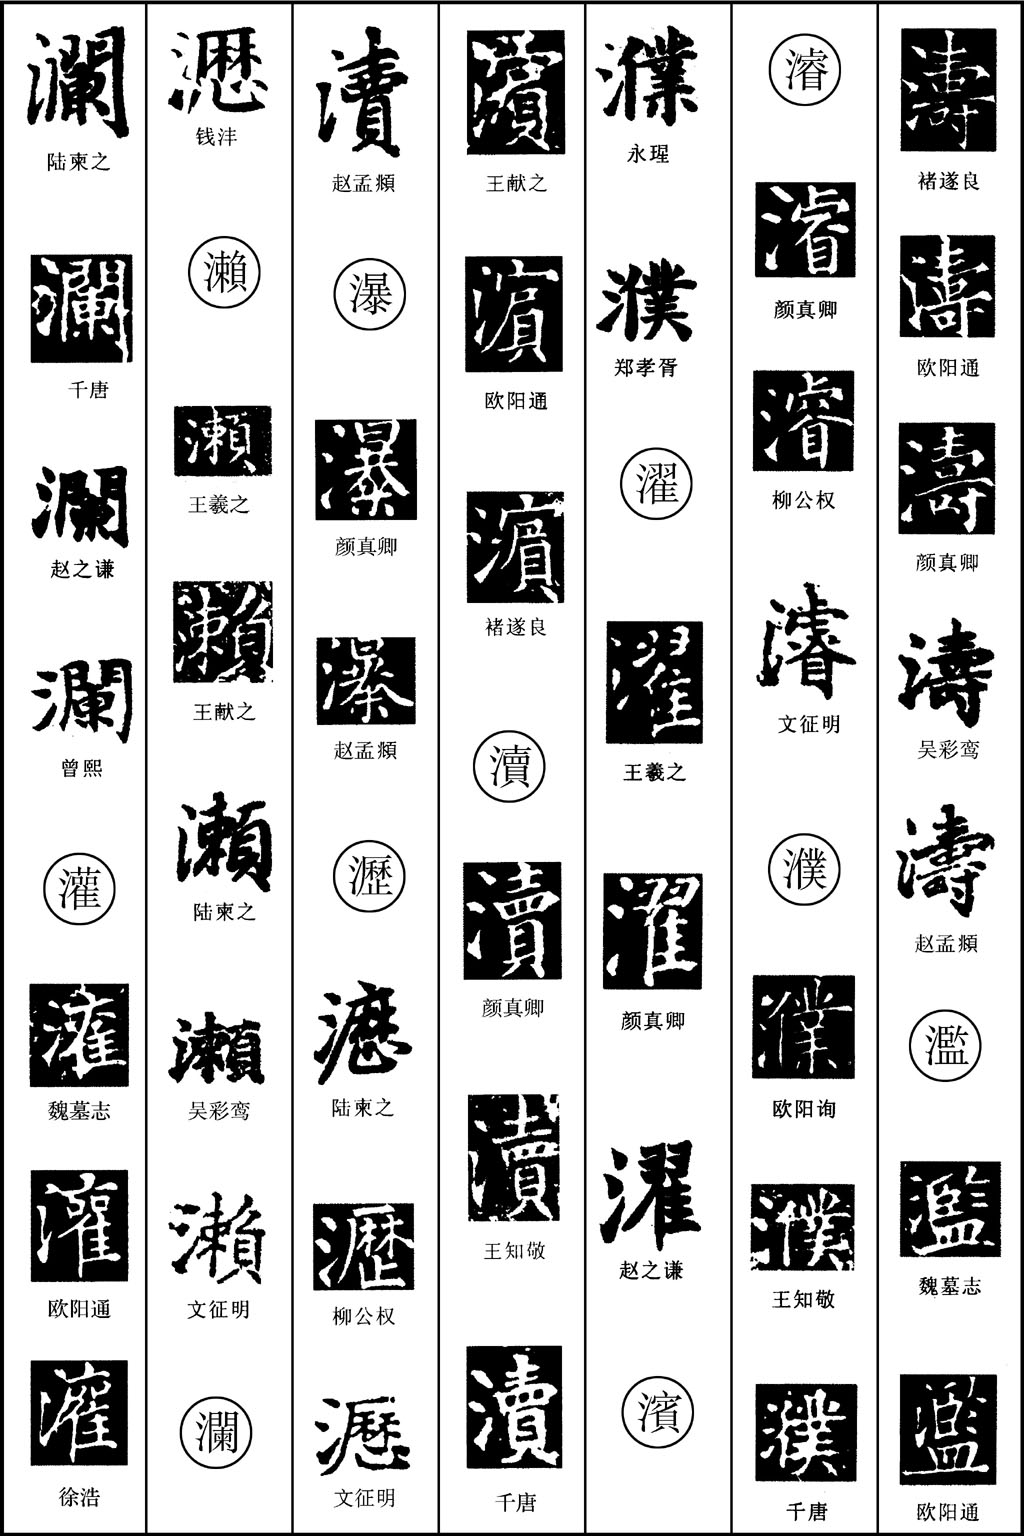 濤
褚遂良
濤
欧阳通
濤
颜真卿
濤
吴彩鸾
濤
赵孟頫
濫
濫
魏墓志
濫
欧阳通
濬
濬
颜真卿
濬
柳公权
濬
文征明
濮
濮
欧阳询
濮
王知敬
濮
千唐
濮
永瑆
濮
郑孝胥
濯
濯
王羲之
濯
颜真卿
濯
赵之谦
濱
濱
王献之
濱
欧阳通
濱
褚遂良
瀆
瀆
颜真卿
瀆
王知敬
瀆
千唐
瀆
赵孟頫
瀑
瀑
颜真卿
瀑
赵孟頫
瀝
瀝
陆柬之
瀝
柳公权
瀝
文征明
瀝
钱沣
瀨
瀨
王羲之
瀨
王献之
瀨
陆柬之
瀨
吴彩鸾
瀨
文征明
瀾
瀾
陆柬之
瀾
千唐
瀾
赵之谦
瀾
曾熙
灌
灌
魏墓志
灌
欧阳通
灌
徐浩